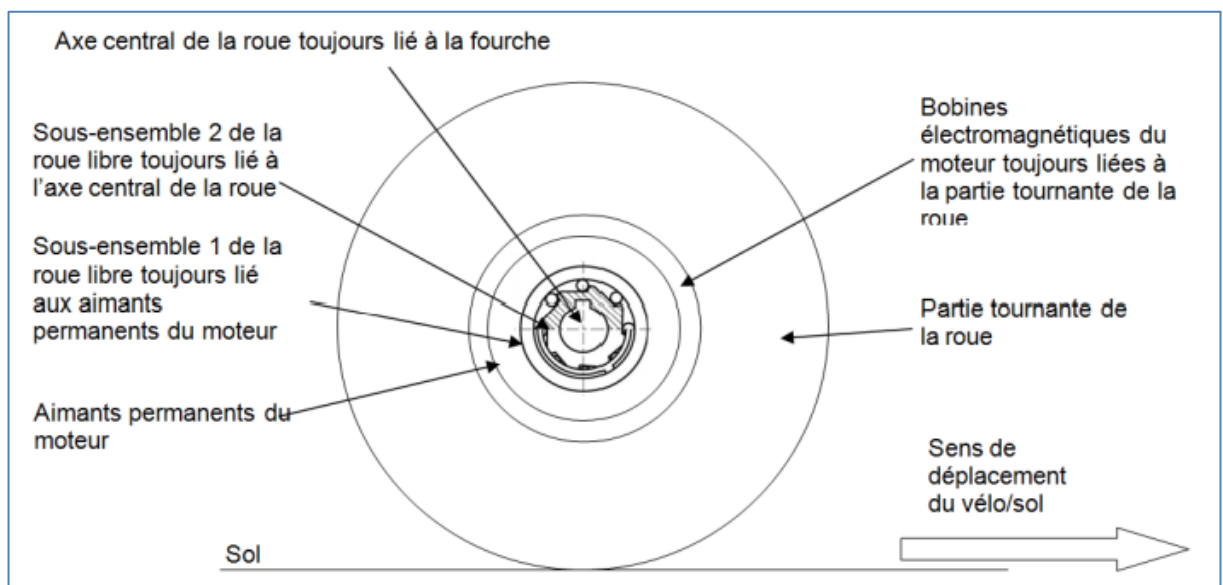 Axe central de la roue toujours lié à la fourche
Sous-ensemble 2 de la
roue libre toujours lié à
l’axe central de la roue
Sous-ensemble 1 de la
roue libre toujours lié
aux aimants
permanents du moteur
Aimants permanents du
moteur
Bobines
électromagnétiques du
moteur toujours liées à
la partie tournante de la
roue
Partie tournante de
la roue
Sens de
déplacement
du vélo/sol
Sol